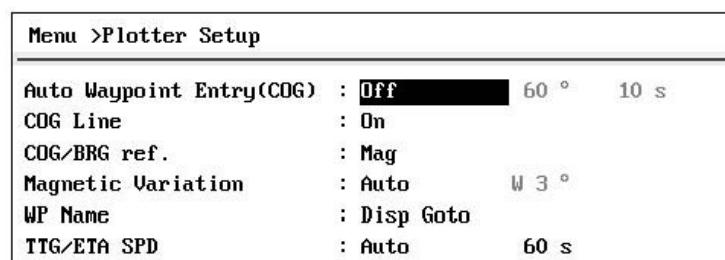 Menu >Plotter Setup
Auto Waypoint Entry(COG) : Off 60 ° 10 s
COG Line : On
COG/BRG ref. : Mag
Magnetic Variation : Auto W 3 °
WP Name : Disp Goto
TTG/ETA SPD : Auto 60 s